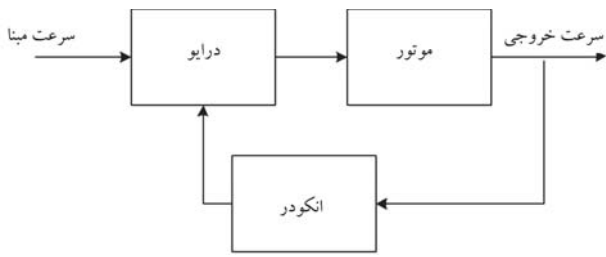 سرعت مبنا
درایو
موتور
سرعت خروجی
انکودر